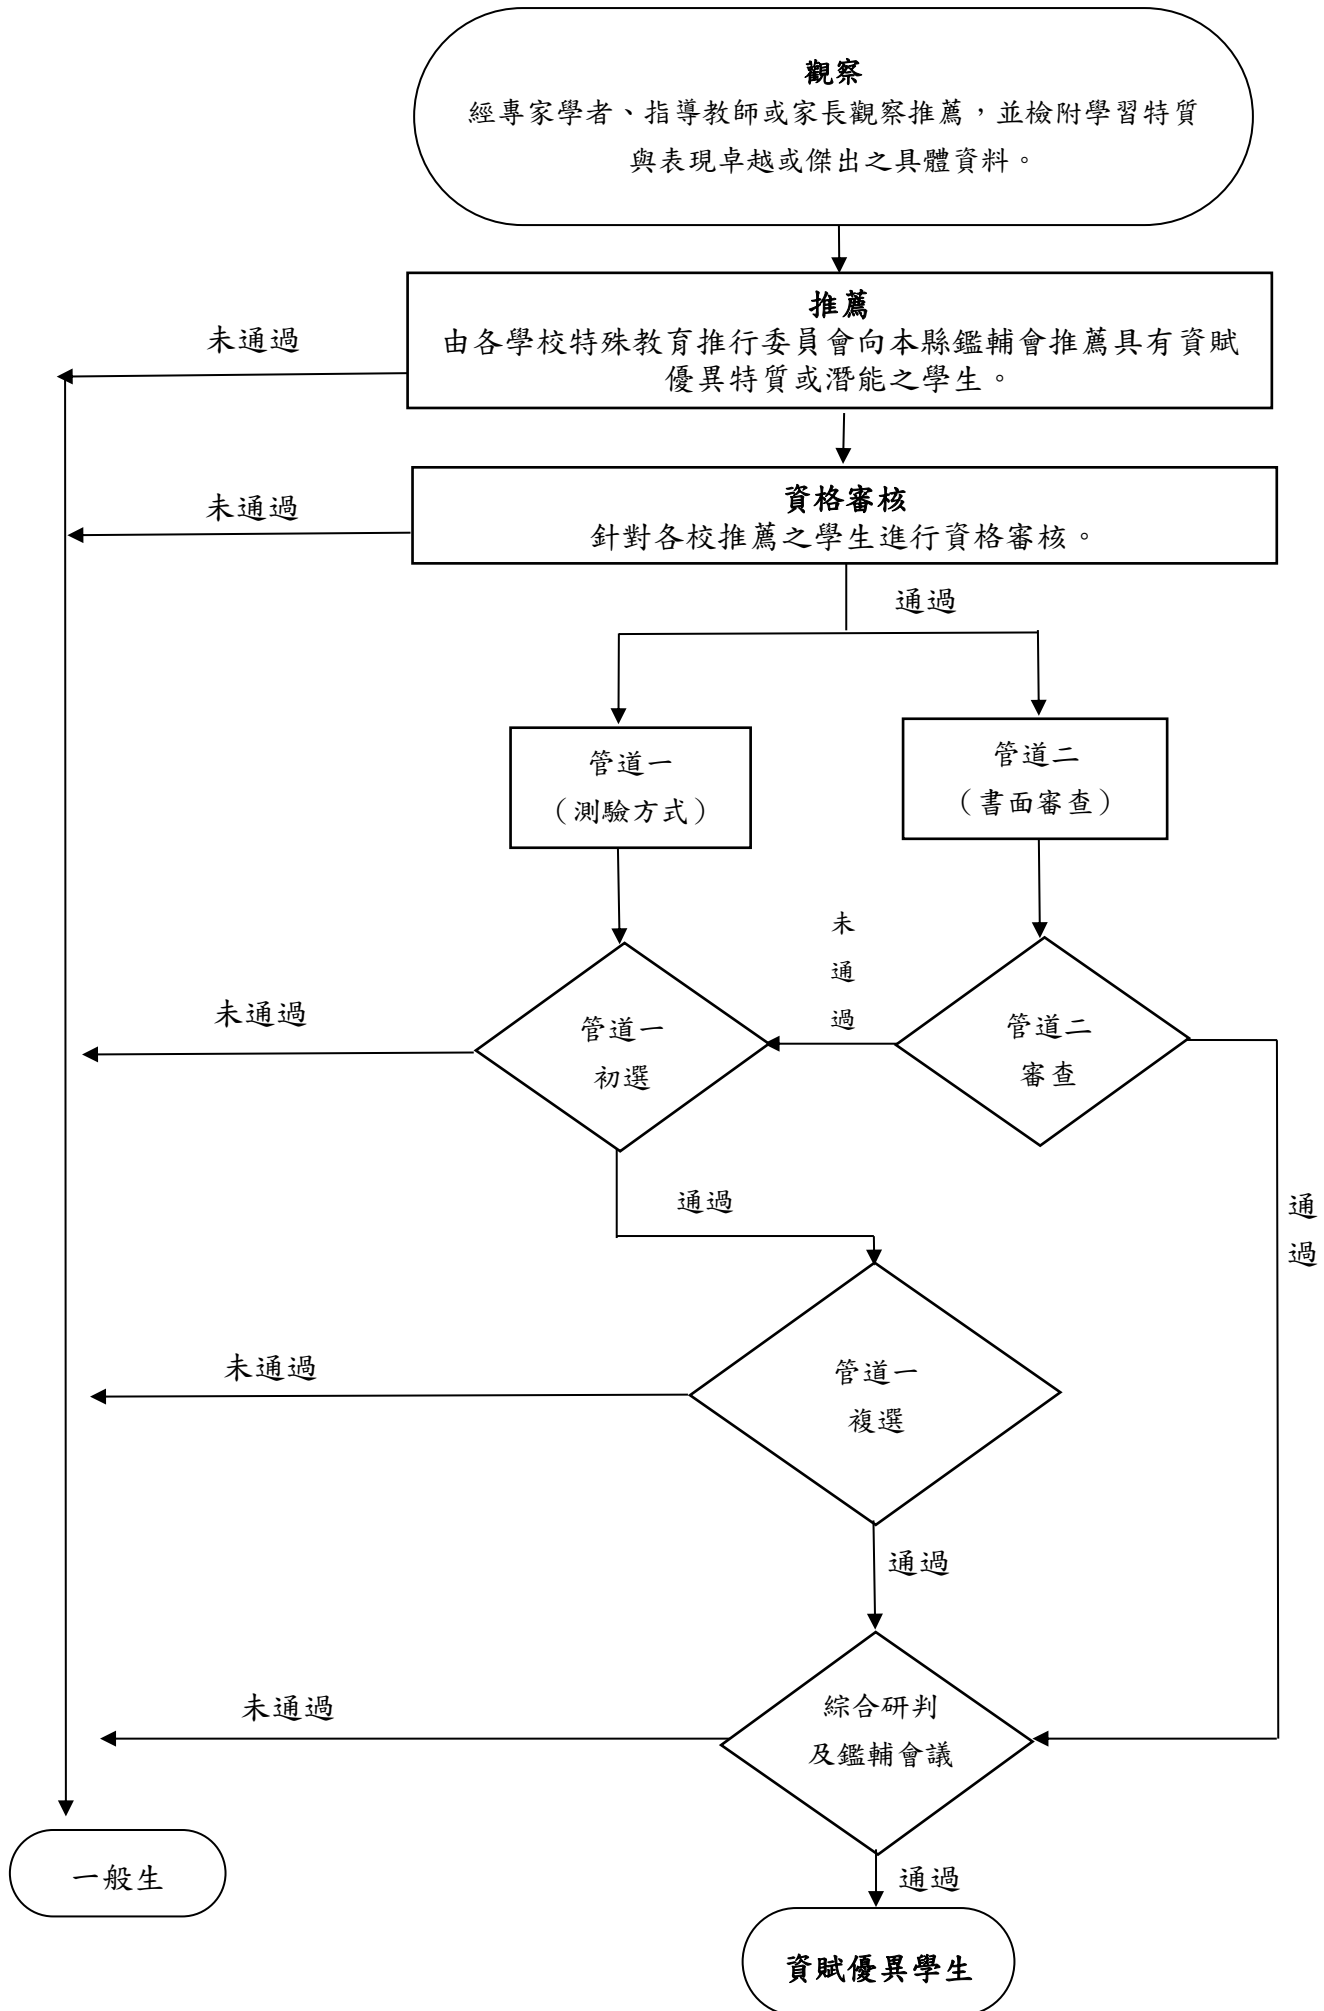 觀察
經專家學者、指導教師或家長觀察推薦，並檢附學習特質
與表現卓越或傑出之具體資料。
推薦
由各學校特殊教育推行委員會向本縣鑑輔會推薦具有資賦
優異特質或潛能之學生。
未通過
資格審核
針對各校推薦之學生進行資格審核。
未通過
通過
管道一
（測驗方式）
管道二
（書面審查）
未
通
過
管道一
初選
管道二
審查
未通過
通過
通
過
管道一
複選
未通過
通過
綜合研判
及鑑輔會議
未通過
一般生
通過
資賦優異學生